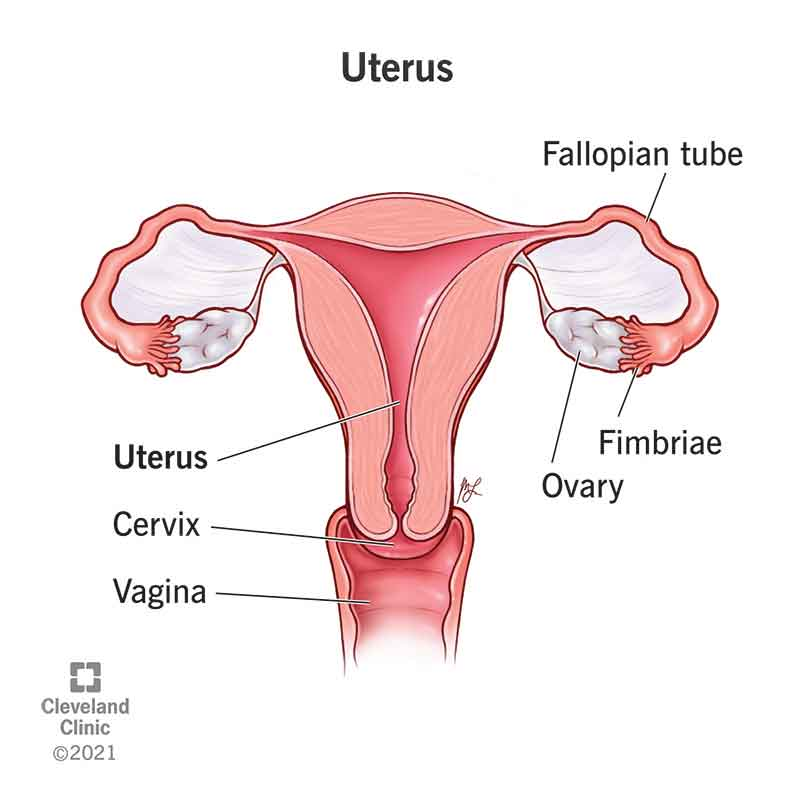 Uterus
Fallopian tube
Fimbriae
Ovary
Uterus
Cervix
Vagina
Cleveland
Clinic
©2021